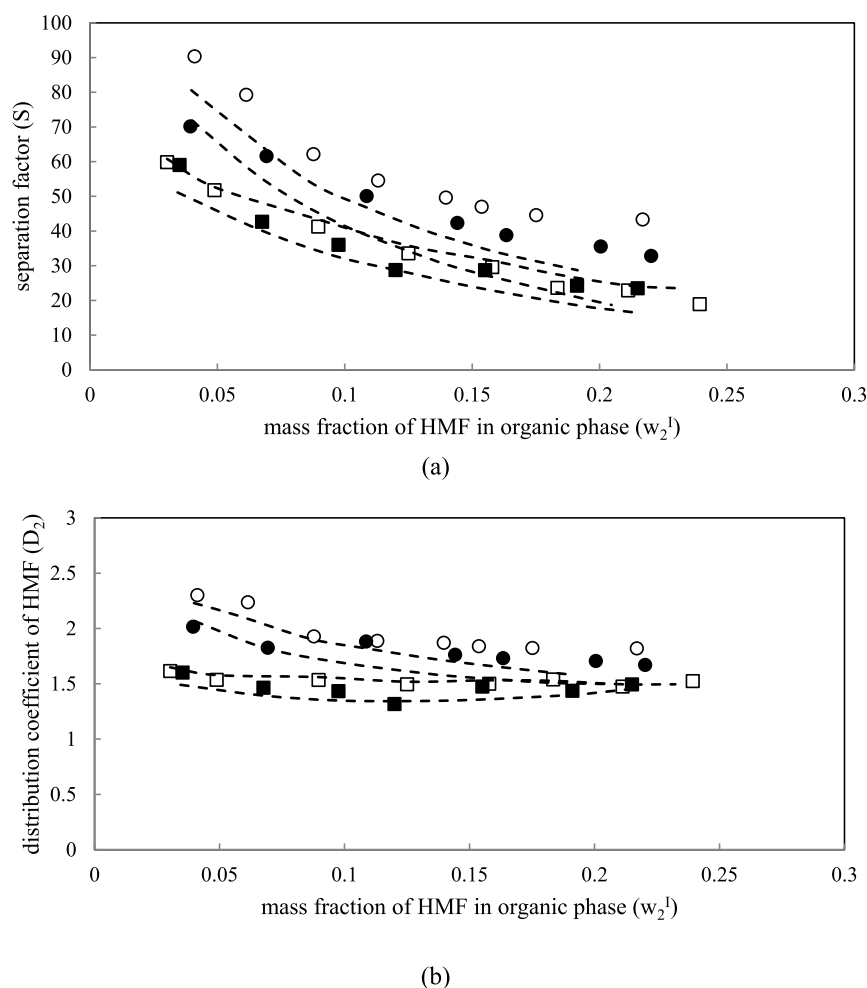 100
90
80
70
60
50
40
30
20
10
0
separation factor (S)
0 0.05 0.1 0.15 0.2 0.25 0.3
mass fraction of HMF in organic phase (w₂ᴵ)
(a)
3
2.5
2
1.5
1
0.5
0
distribution coefficient of HMF (D₂)
0 0.05 0.1 0.15 0.2 0.25 0.3
mass fraction of HMF in organic phase (w₂ᴵ)
(b)